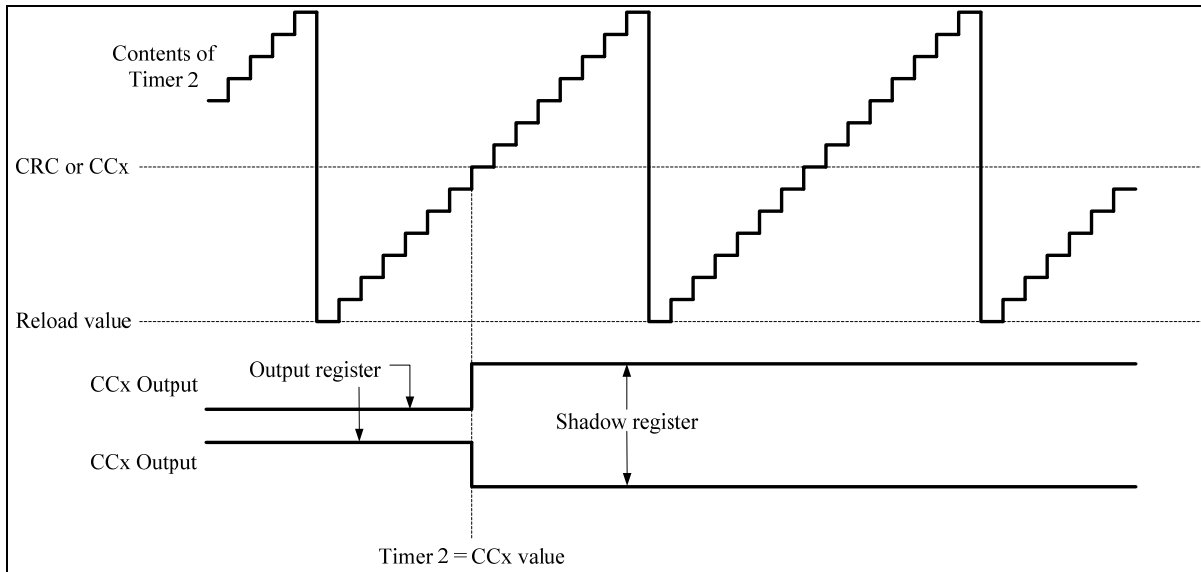 Contents of
Timer 2
CRC or CCx
Reload value
Output register
CCx Output
Shadow register
CCx Output
Timer 2 = CCx value